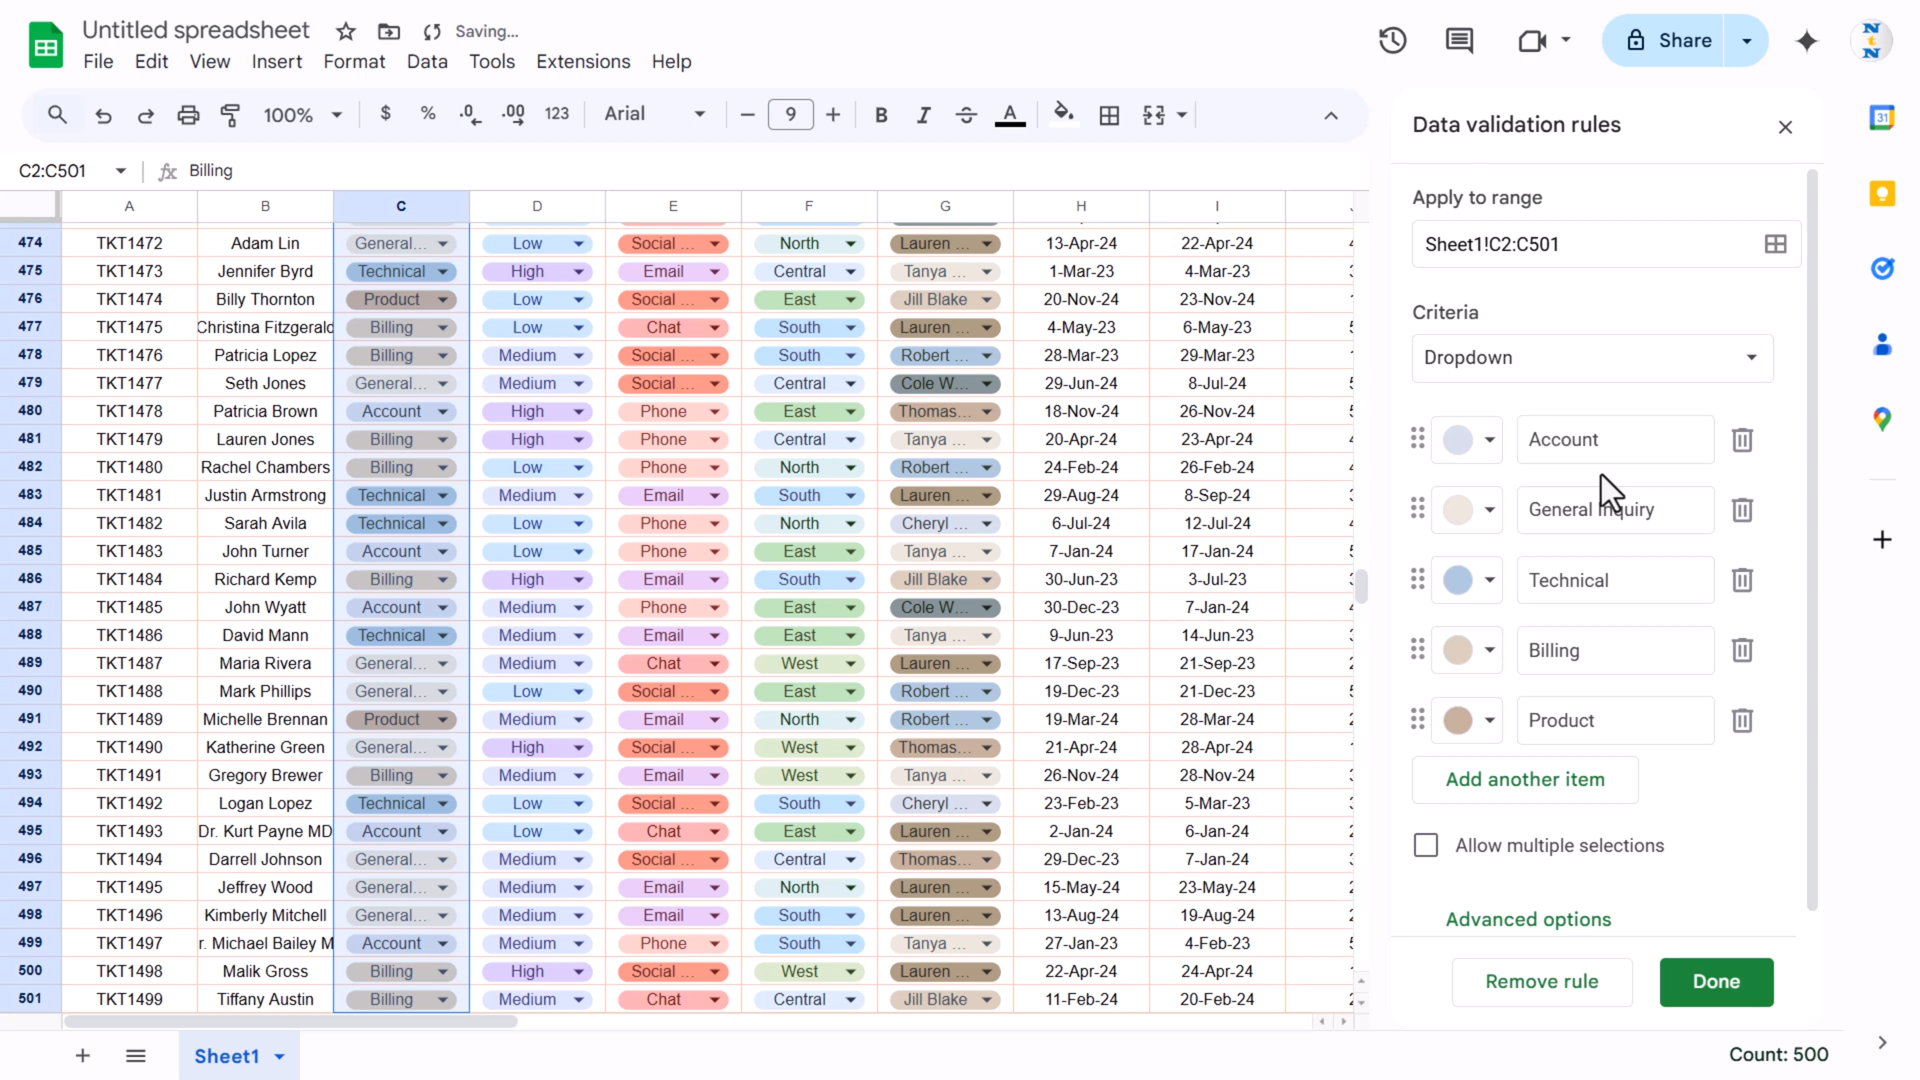 Untitled spreadsheet Saving...
File Edit View Insert Format Data Tools Extensions Help
Share
100% $ % .0 .00 123 Arial 9 B I A
C2:C501 fx Billing
A B C D E F G H I
474 TKT1472 Adam Lin General... Low Social ... North Lauren ... 13-Apr-24 22-Apr-24
475 TKT1473 Jennifer Byrd Technical High Email Central Tanya ... 1-Mar-23 4-Mar-23
476 TKT1474 Billy Thornton Product Low Social ... East Jill Blake 20-Nov-24 23-Nov-24
477 TKT1475 Christina Fitzgerald Billing Low Chat South Lauren ... 4-May-23 6-May-23
478 TKT1476 Patricia Lopez Billing Medium Social ... South Robert ... 28-Mar-23 29-Mar-23
479 TKT1477 Seth Jones General... Medium Social ... Central Cole W... 29-Jun-24 8-Jul-24
480 TKT1478 Patricia Brown Account High Phone East Thomas... 18-Nov-24 26-Nov-24
481 TKT1479 Lauren Jones Billing High Phone Central Tanya ... 20-Apr-24 23-Apr-24
482 TKT1480 Rachel Chambers Billing Low Phone North Robert ... 24-Feb-24 26-Feb-24
483 TKT1481 Justin Armstrong Technical Medium Email South Lauren ... 29-Aug-24 8-Sep-24
484 TKT1482 Sarah Avila Technical Low Phone North Cheryl ... 6-Jul-24 12-Jul-24
485 TKT1483 John Turner Account Low Phone East Tanya ... 7-Jan-24 17-Jan-24
486 TKT1484 Richard Kemp Billing High Email South Jill Blake 30-Jun-23 3-Jul-23
487 TKT1485 John Wyatt Account Medium Phone East Cole W... 30-Dec-23 7-Jan-24
488 TKT1486 David Mann Technical Medium Email East Tanya ... 9-Jun-23 14-Jun-23
489 TKT1487 Maria Rivera General... Medium Chat West Lauren ... 17-Sep-23 21-Sep-23
490 TKT1488 Mark Phillips General... Low Social ... East Robert ... 19-Dec-23 21-Dec-23
491 TKT1489 Michelle Brennan Product Medium Email North Robert ... 19-Mar-24 28-Mar-24
492 TKT1490 Katherine Green General... High Social ... West Thomas... 21-Apr-24 28-Apr-24
493 TKT1491 Gregory Brewer Billing Medium Email West Tanya ... 26-Nov-24 28-Nov-24
494 TKT1492 Logan Lopez Technical Low Social ... South Cheryl ... 23-Feb-23 5-Mar-23
495 TKT1493 Dr. Kurt Payne MD Account Low Chat East Lauren ... 2-Jan-24 6-Jan-24
496 TKT1494 Darrell Johnson General... Medium Social ... Central Thomas... 29-Dec-23 7-Jan-24
497 TKT1495 Jeffrey Wood General... Medium Email North Lauren ... 15-May-24 23-May-24
498 TKT1496 Kimberly Mitchell General... Medium Email South Lauren ... 13-Aug-24 19-Aug-24
499 TKT1497 r. Michael Bailey M Account Medium Phone South Tanya ... 27-Jan-23 4-Feb-23
500 TKT1498 Malik Gross Billing High Social ... West Lauren ... 22-Apr-24 24-Apr-24
501 TKT1499 Tiffany Austin Billing Medium Chat Central Jill Blake 11-Feb-24 20-Feb-24
Sheet1
Count: 500
Data validation rules
Apply to range
Sheet1!C2:C501
Criteria
Dropdown
Account
General Inquiry
Technical
Billing
Product
Add another item
Allow multiple selections
Advanced options
Remove rule Done
N
t
N
31